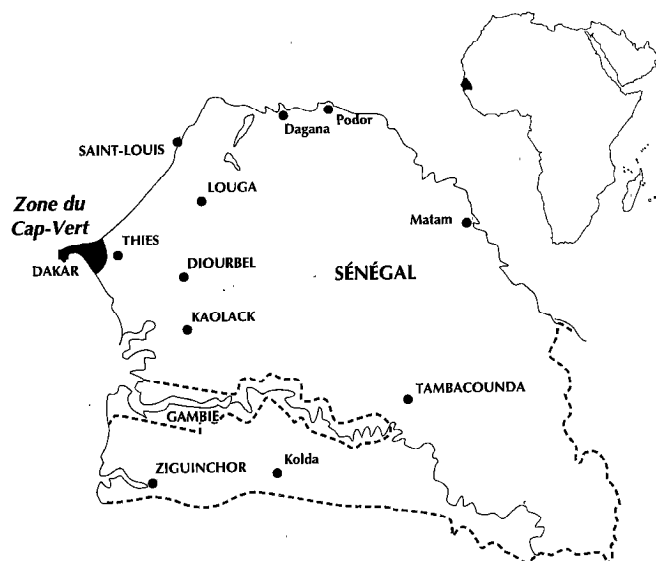 Dagana
Podor
SAINT-LOUIS
LOUGA
Zone du
Cap-Vert
Matam
THIES
DAKAR
DIOURBEL
SÉNÉGAL
KAOLACK
TAMBACOUNDA
GAMBIE
ZIGUINCHOR
Kolda